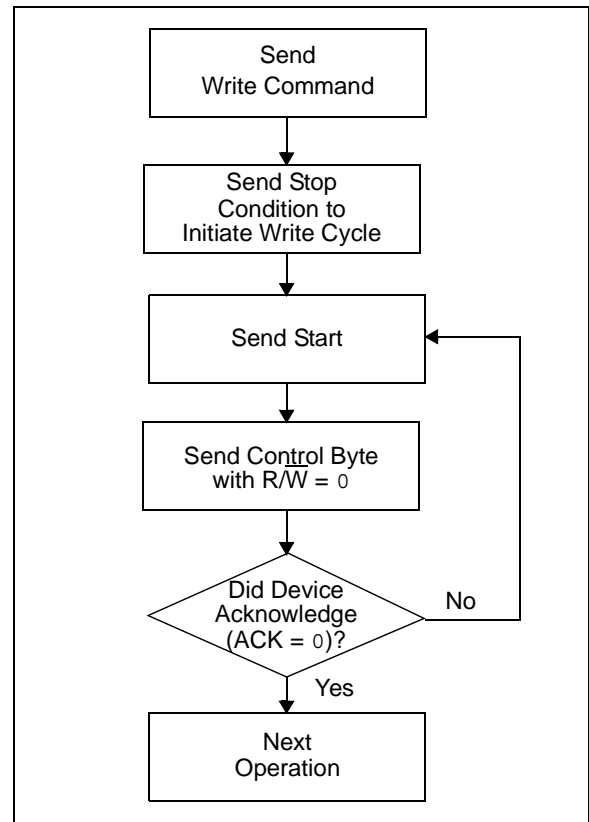 Send
Write Command
Send Stop
Condition to
Initiate Write Cycle
Send Start
Send Control Byte
with R/W̅ = 0
Did Device
Acknowledge
(ACK = 0)?
No
Yes
Next
Operation